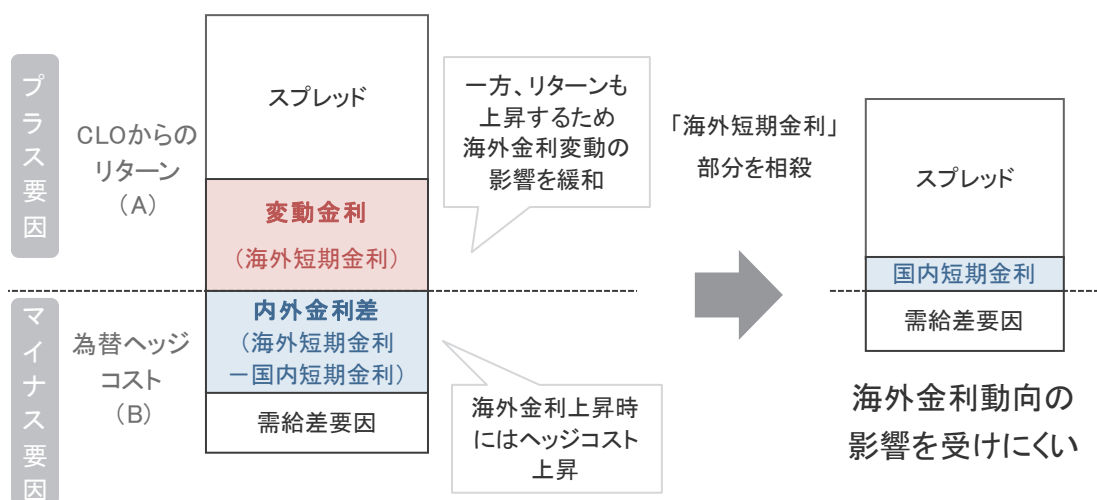 プラス要因
CLOからの
リターン
（A）
スプレッド
変動金利
（海外短期金利）
一方、リターンも
上昇するため
海外金利変動の
影響を緩和
マイナス要因
為替ヘッジ
コスト
（B）
内外金利差
（海外短期金利
－国内短期金利）
需給差要因
海外金利上昇時
にはヘッジコスト
上昇
「海外短期金利」
部分を相殺
スプレッド
国内短期金利
需給差要因
海外金利動向の
影響を受けにくい